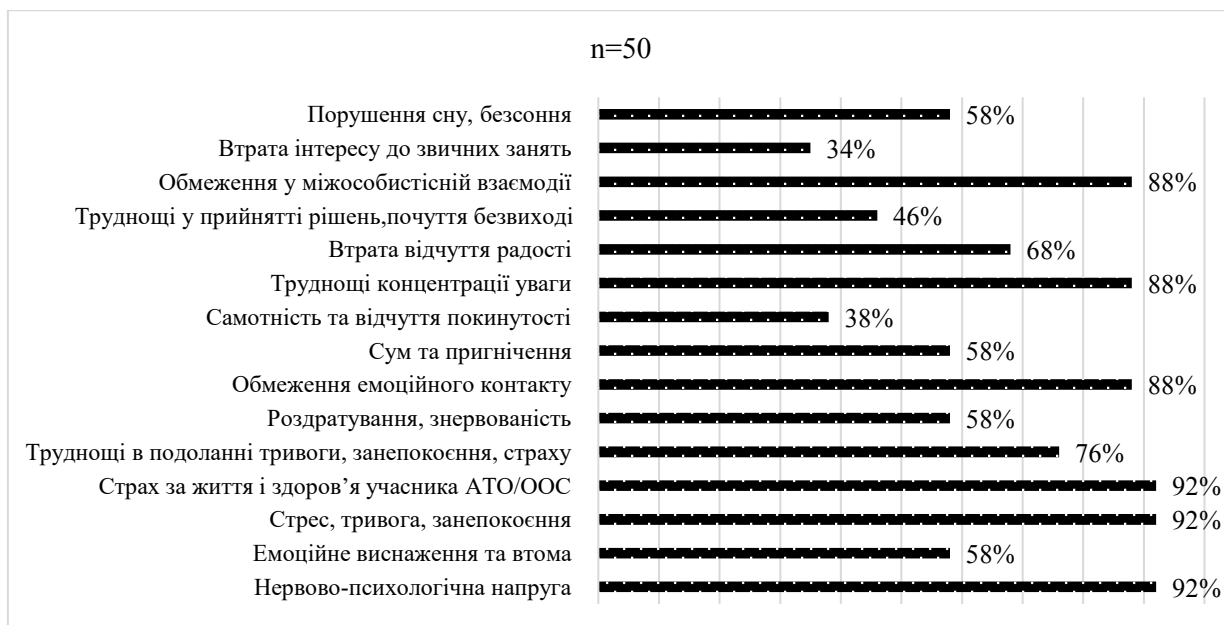 n=50
Порушення сну, безсоння 58%
Втрата інтересу до звичних занять 34%
Обмеження у міжособистісній взаємодії 88%
Труднощі у прийнятті рішень,почуття безвиході 46%
Втрата відчуття радості 68%
Труднощі концентрації уваги 88%
Самотність та відчуття покинутості 38%
Сум та пригнічення 58%
Обмеження емоційного контакту 88%
Роздратування, знервованість 58%
Труднощі в подоланні тривоги, занепокоєння, страху 76%
Страх за життя і здоров’я учасника АТО/ООС 92%
Стрес, тривога, занепокоєння 92%
Емоційне виснаження та втома 58%
Нервово-психологічна напруга 92%